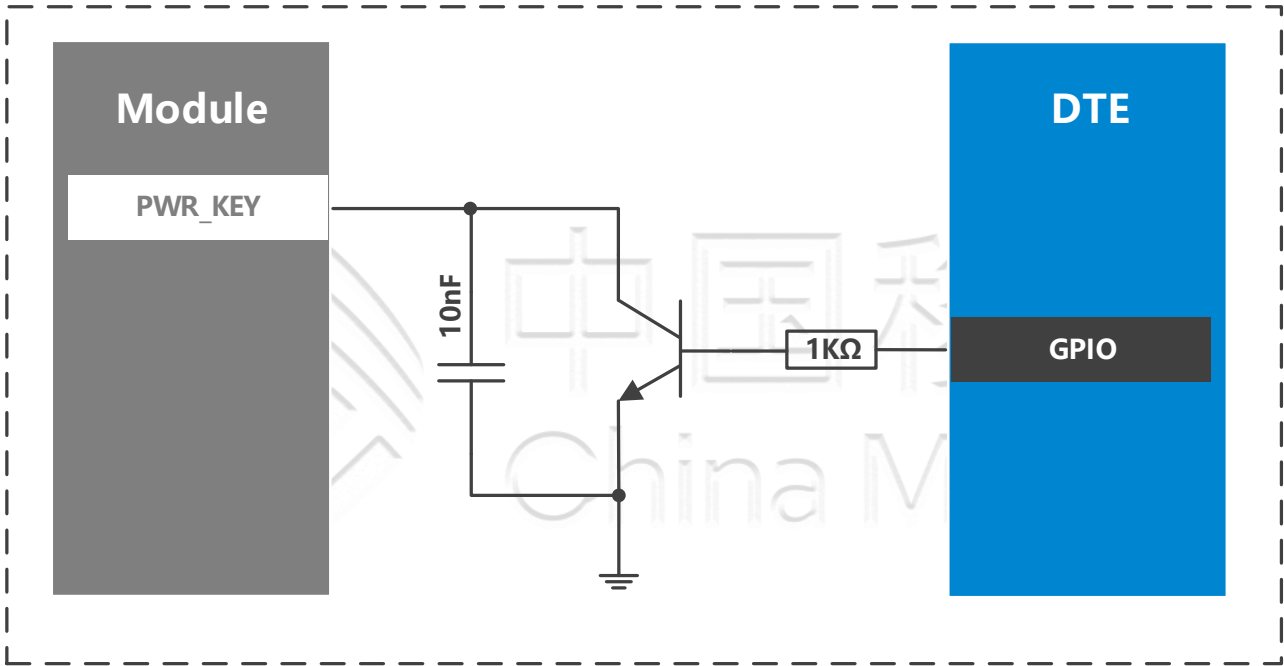 Module
DTE
PWR_KEY
10nF
1KΩ
GPIO
中国移
China M